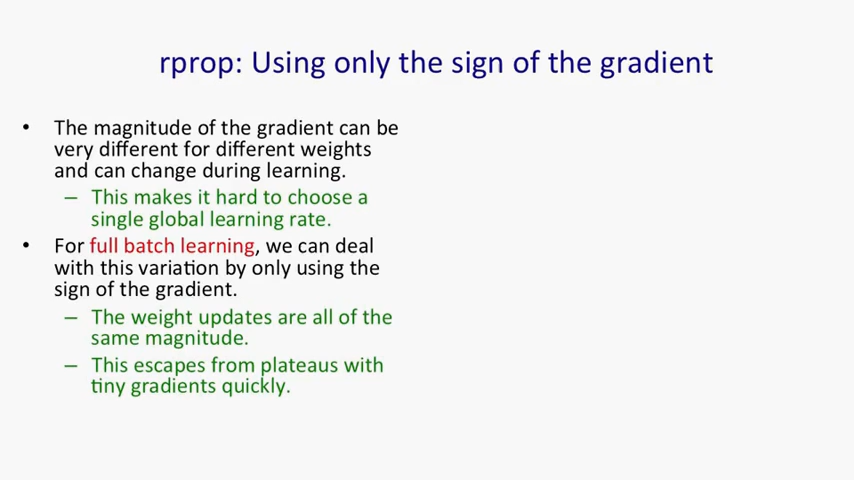 rprop: Using only the sign of the gradient
• The magnitude of the gradient can be
very different for different weights
and can change during learning.
– This makes it hard to choose a
single global learning rate.
• For full batch learning, we can deal
with this variation by only using the
sign of the gradient.
– The weight updates are all of the
same magnitude.
– This escapes from plateaus with
tiny gradients quickly.